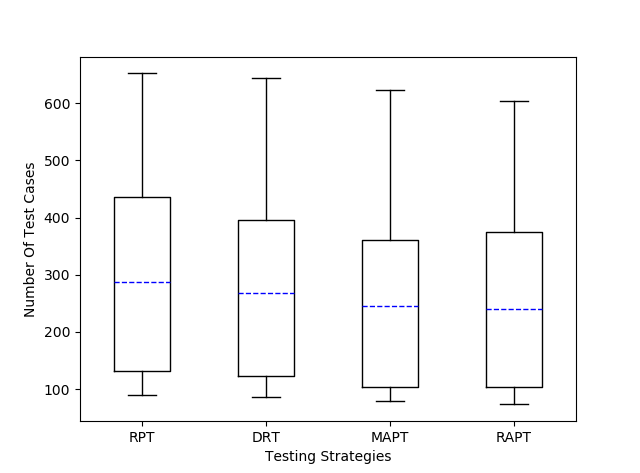 Number Of Test Cases
600
500
400
300
200
100
RPT DRT MAPT RAPT
Testing Strategies